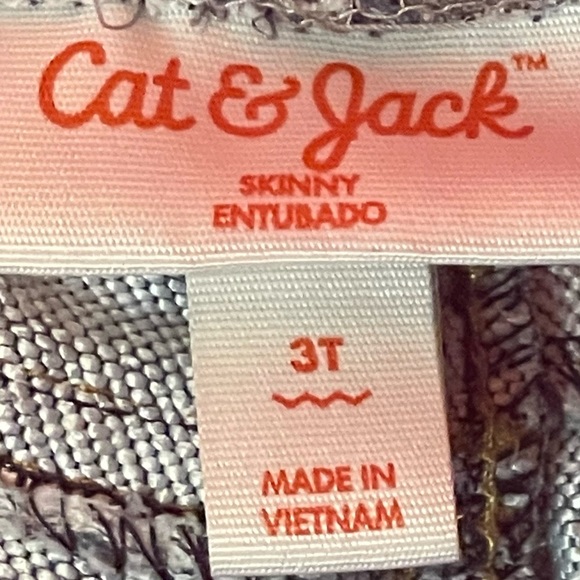 Cat & Jack™
SKINNY
ENTUBADO
3T
MADE IN
VIETNAM